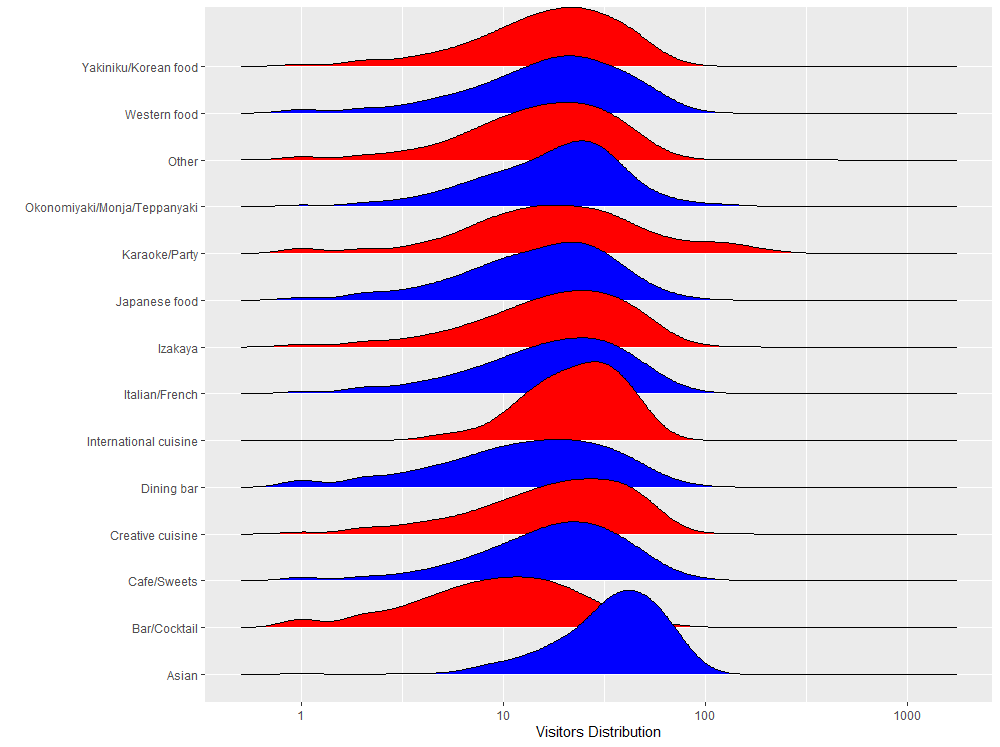 Yakiniku/Korean food
Western food
Other
Okonomiyaki/Monja/Teppanyaki
Karaoke/Party
Japanese food
Izakaya
Italian/French
International cuisine
Dining bar
Creative cuisine
Cafe/Sweets
Bar/Cocktail
Asian
1 10 100 1000
Visitors Distribution